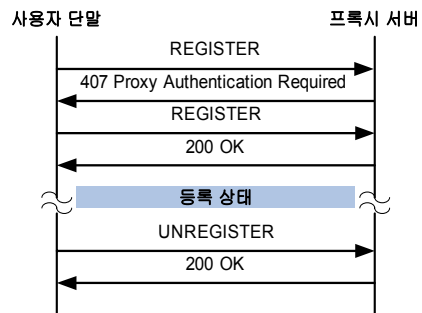 사용자 단말
프록시 서버
REGISTER
407 Proxy Authentication Required
REGISTER
200 OK
등록 상태
UNREGISTER
200 OK